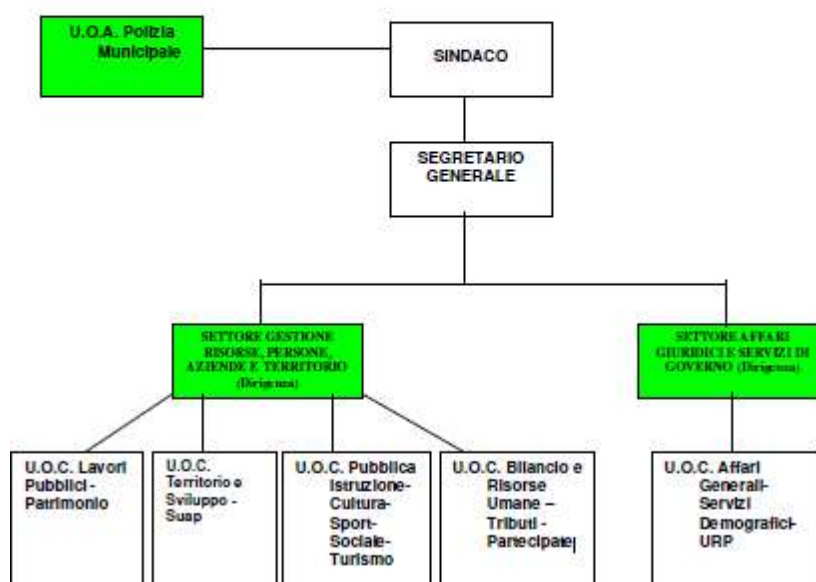 U.O.A. Polizia
Municipale
SINDACO
SEGRETARIO
GENERALE
SETTORE GESTIONE
RISORSE, PERSONE,
AZIENDE E TERRITORIO
(Dirigenza)
SETTORE AFFARI
GIURIDICI E SERVIZI DI
GOVERNO (Dirigenza)
U.O.C. Lavori
Pubblici -
Patrimonio
U.O.C.
Territorio e
Sviluppo -
Suap
U.O.C. Pubblica
Istruzione-
Cultura-
Sport-
Sociale-
Turismo
U.O.C. Bilancio e
Risorse
Umane –
Tributi -
Partecipate
U.O.C. Affari
Generali-
Servizi
Demografici-
URP